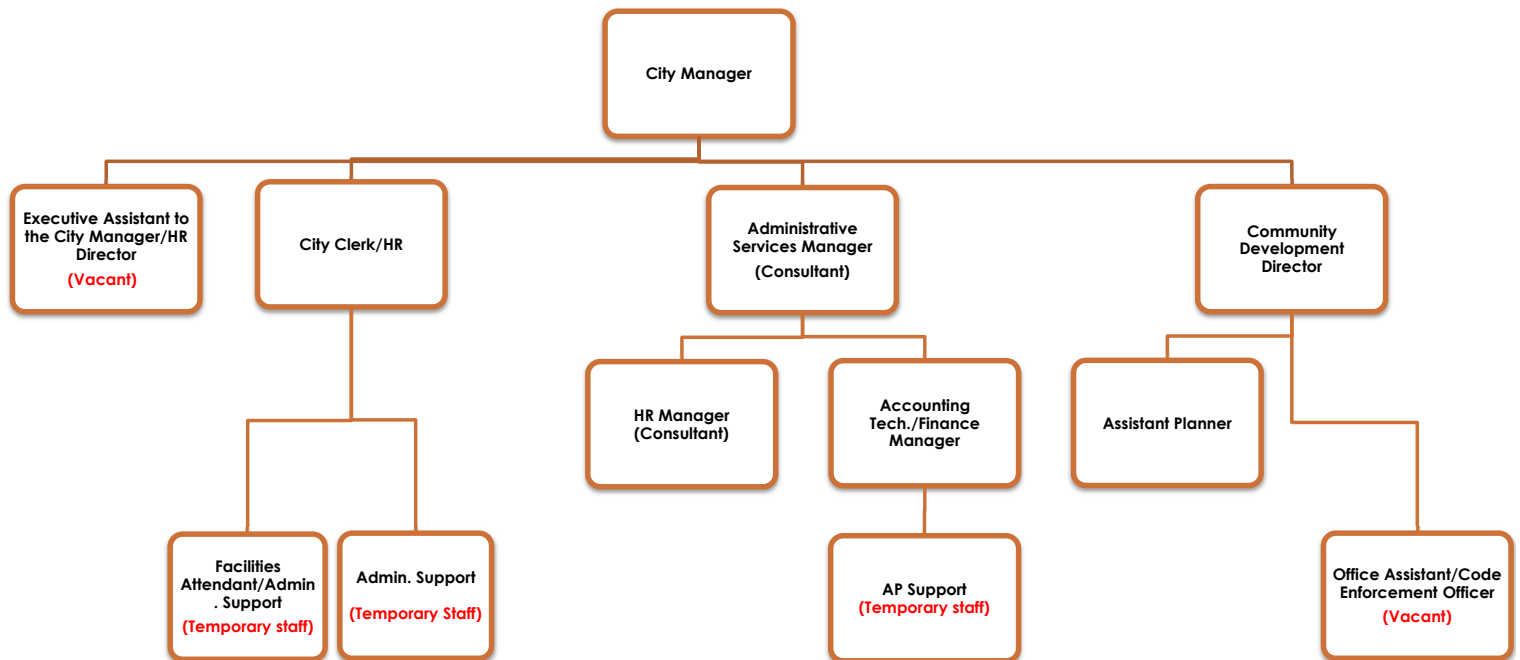 City Manager
Executive Assistant to
the City Manager/HR
Director
(Vacant)
City Clerk/HR
Administrative
Services Manager
(Consultant)
Community
Development
Director
HR Manager
(Consultant)
Accounting
Tech./Finance
Manager
Assistant Planner
Facilities
Attendant/Admin
. Support
(Temporary staff)
Admin. Support
(Temporary Staff)
AP Support
(Temporary staff)
Office Assistant/Code
Enforcement Officer
(Vacant)